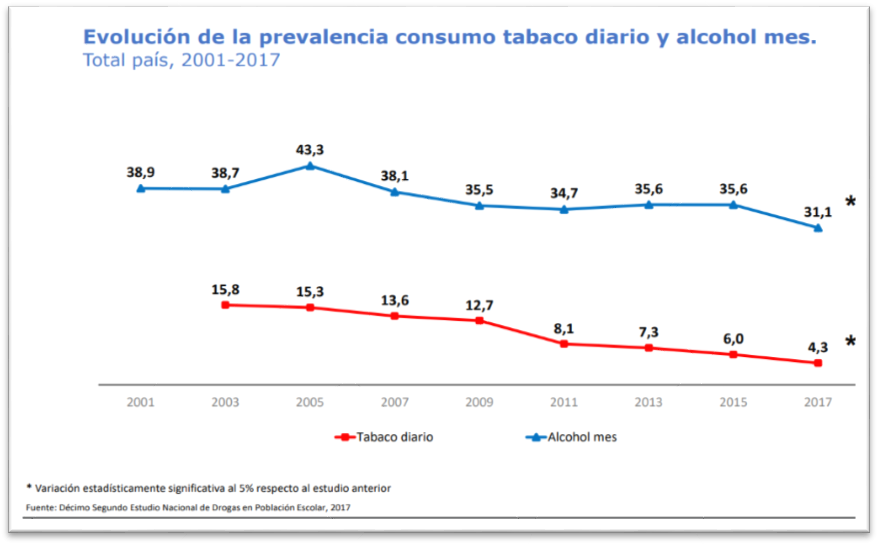 Evolución de la prevalencia consumo tabaco diario y alcohol mes.
Total país, 2001-2017
38,9 38,7 43,3 38,1 35,5 34,7 35,6 35,6 31,1 *
15,8 15,3 13,6 12,7 8,1 7,3 6,0 4,3 *
2001 2003 2005 2007 2009 2011 2013 2015 2017
Tabaco diario Alcohol mes
* Variación estadísticamente significativa al 5% respecto al estudio anterior
Fuente: Décimo Segundo Estudio Nacional de Drogas en Población Escolar, 2017